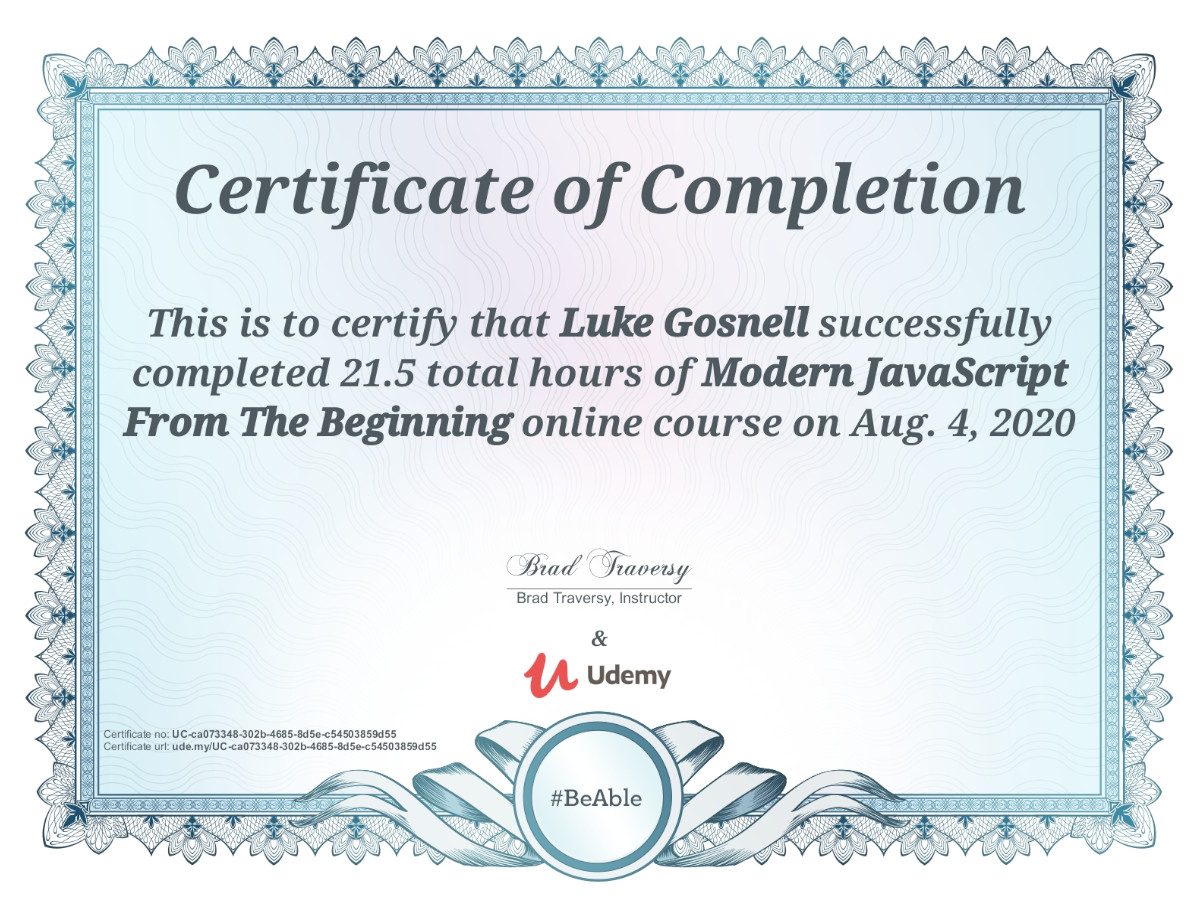 Certificate of Completion
This is to certify that Luke Gosnell successfully
completed 21.5 total hours of Modern JavaScript
From The Beginning online course on Aug. 4, 2020
Brad Traversy
Brad Traversy, Instructor
&
Udemy
Certificate no: UC-ca073348-302b-4685-8d5e-c54503859d55
Certificate url: ude.my/UC-ca073348-302b-4685-8d5e-c54503859d55
#BeAble